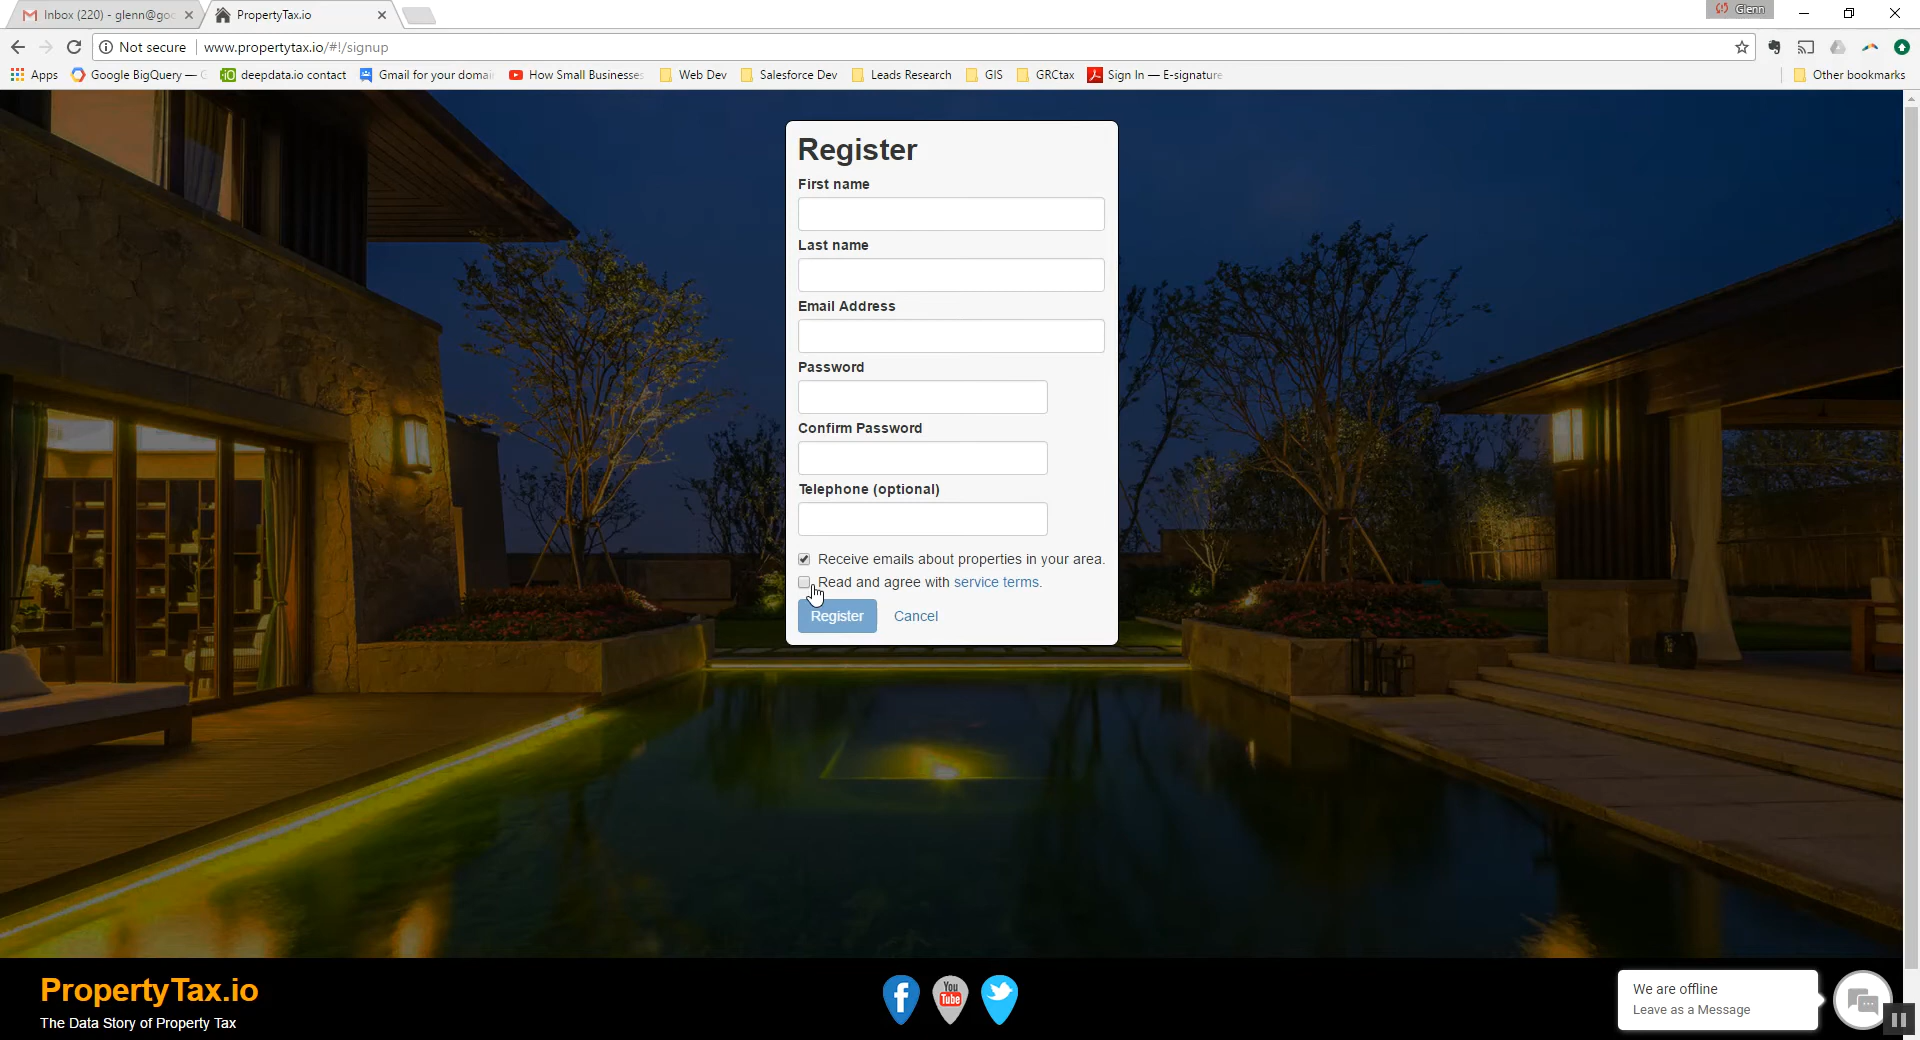 Inbox (220) - glenn@goo
PropertyTax.io
Glenn
Not secure
www.propertytax.io/#!/signup
Apps
Google BigQuery —
deepdata.io contact
Gmail for your domai
How Small Businesses
Web Dev
Salesforce Dev
Leads Research
GIS
GRCtax
Sign In — E-signature
Other bookmarks
Register
First name
Last name
Email Address
Password
Confirm Password
Telephone (optional)
Receive emails about properties in your area.
Read and agree with service terms.
Register
Cancel
PropertyTax.io
The Data Story of Property Tax
You
Tube
We are offline
Leave as a Message